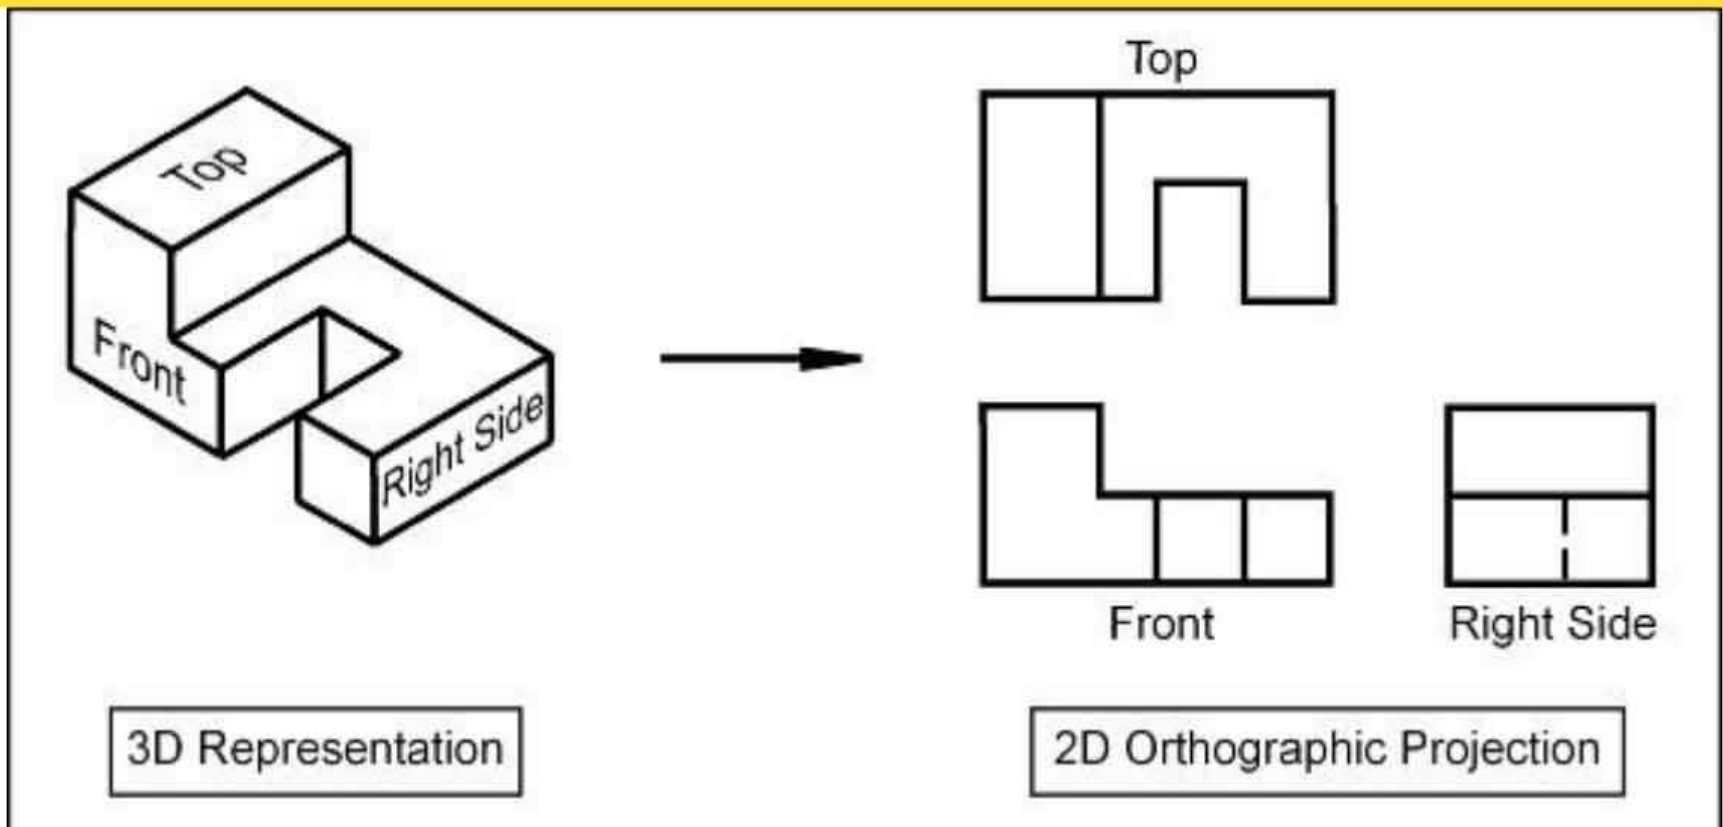 Top
Front
Right Side
Top
Front
Right Side
3D Representation
2D Orthographic Projection